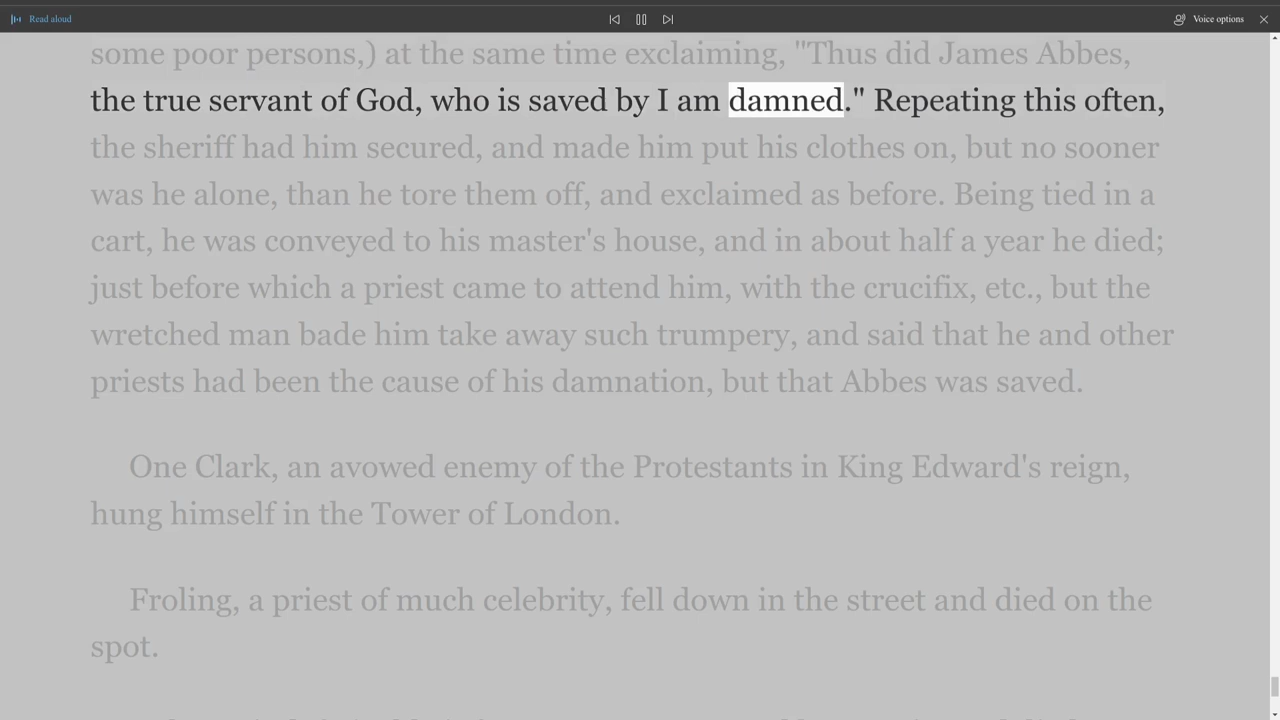 Read aloud
Voice options
some poor persons,) at the same time exclaiming, "Thus did James Abbes,
the true servant of God, who is saved by I am damned." Repeating this often,
the sheriff had him secured, and made him put his clothes on, but no sooner
was he alone, than he tore them off, and exclaimed as before. Being tied in a
cart, he was conveyed to his master's house, and in about half a year he died;
just before which a priest came to attend him, with the crucifix, etc., but the
wretched man bade him take away such trumpery, and said that he and other
priests had been the cause of his damnation, but that Abbes was saved.
One Clark, an avowed enemy of the Protestants in King Edward's reign,
hung himself in the Tower of London.
Froling, a priest of much celebrity, fell down in the street and died on the
spot.